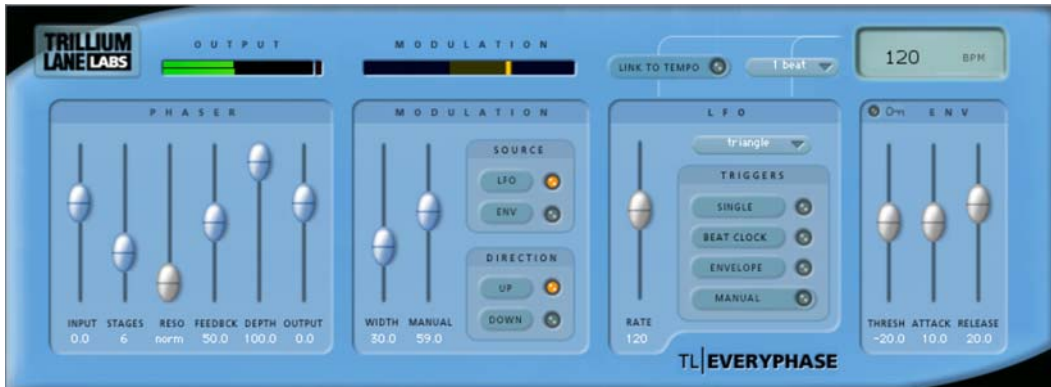 TRILLIUM
LANE LABS
OUTPUT
MODULATION
LINK TO TEMPO
1 beat
120 BPM
PHASER
INPUT STAGES RESO FEEDBCK DEPTH OUTPUT
0.0 6 norm 50.0 100.0 0.0
MODULATION
SOURCE
LFO
ENV
DIRECTION
UP
DOWN
WIDTH MANUAL
30.0 59.0
LFO
triangle
TRIGGERS
SINGLE
BEAT CLOCK
ENVELOPE
MANUAL
RATE
120
ENV
THRESH ATTACK RELEASE
-20.0 10.0 20.0
TL|EVERYPHASE